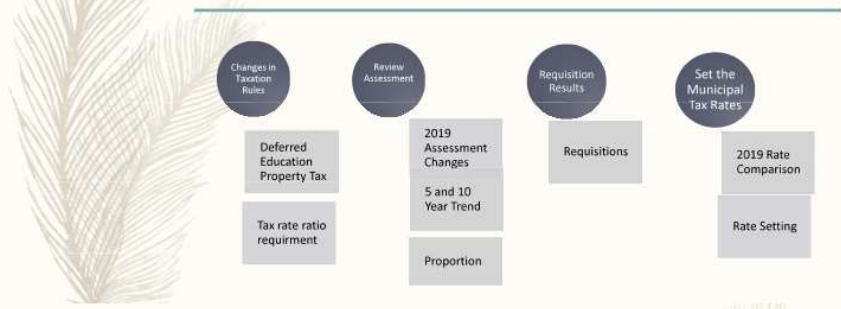 Changes in
Taxation
Rules
Deferred
Education
Property Tax
Tax rate ratio
requirment
Review
Assessment
2019
Assessment
Changes
5 and 10
Year Trend
Proportion
Requisition
Results
Requisitions
Set the
Municipal
Tax Rates
2019 Rate
Comparison
Rate Setting